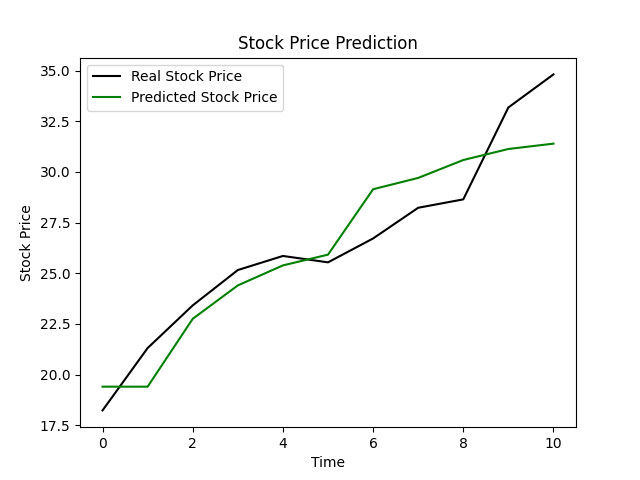 Stock Price Prediction
Real Stock Price
Predicted Stock Price
Stock Price
35.0
32.5
30.0
27.5
25.0
22.5
20.0
17.5
0 2 4 6 8 10
Time